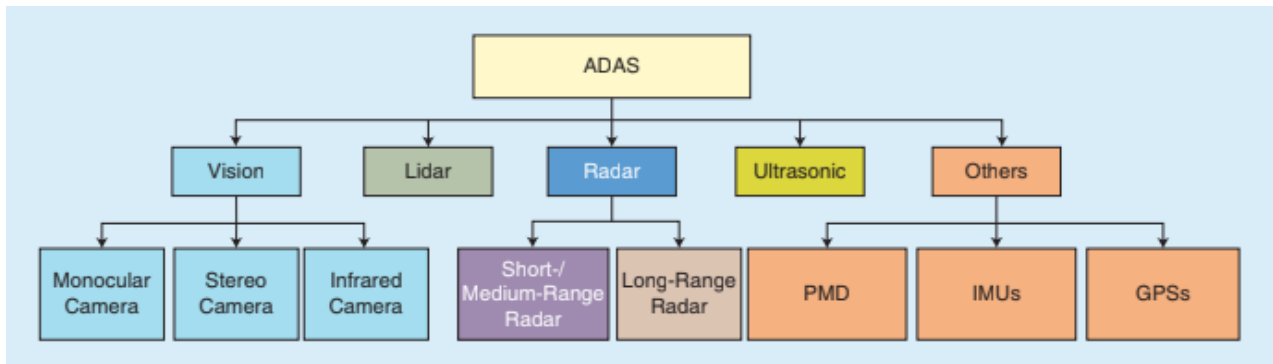 ADAS
Vision
Lidar
Radar
Ultrasonic
Others
Monocular
Camera
Stereo
Camera
Infrared
Camera
Short-/
Medium-Range
Radar
Long-Range
Radar
PMD
IMUs
GPSs